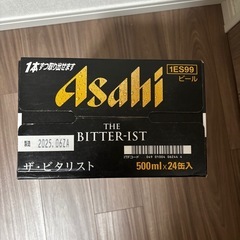 1本ずつ取り出せます
1ES99
ビール
Asahi
THE
BITTER-IST
2025.06
ザ・ビタリスト
500ml×24缶入